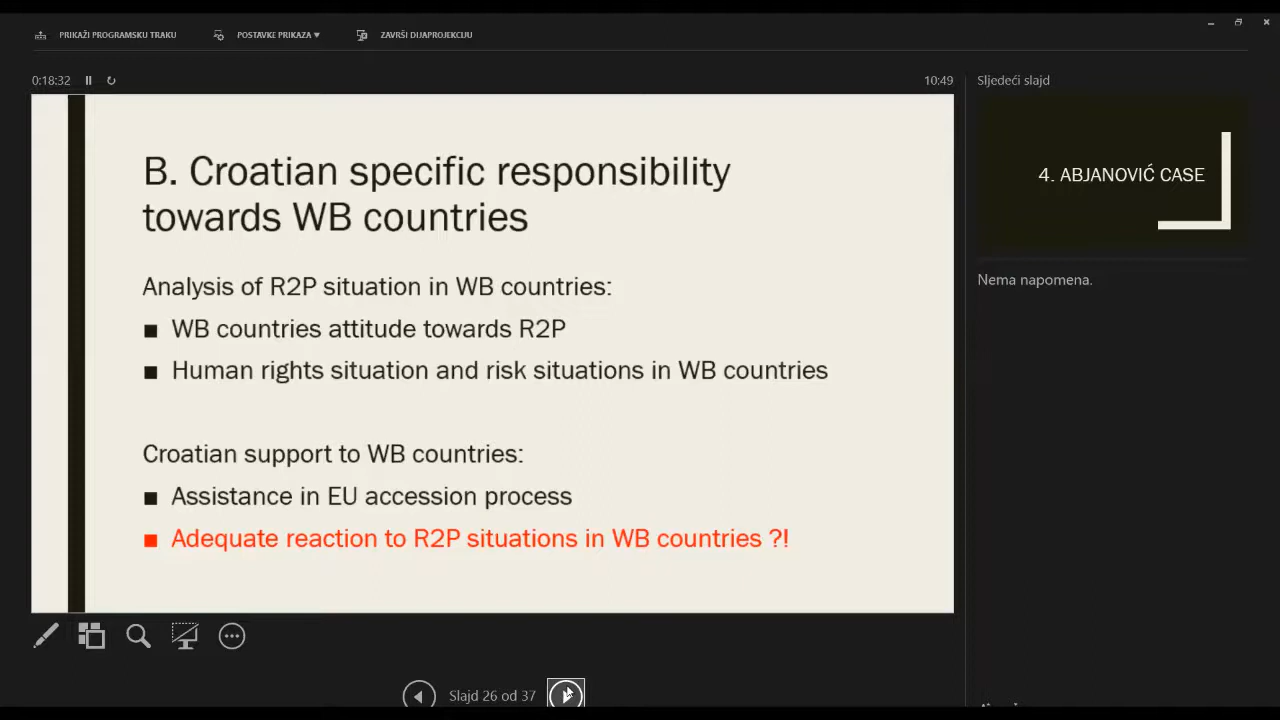 PRIKAŽI PROGRAMSKU TRAKU
POSTAVKE PRIKAZA
ZAVRŠI DIJAPROJEKCIJU
0:18:32
10:49
Sljedeći slajd
B. Croatian specific responsibility
towards WB countries
Analysis of R2P situation in WB countries:
■ WB countries attitude towards R2P
■ Human rights situation and risk situations in WB countries
Croatian support to WB countries:
■ Assistance in EU accession process
■ Adequate reaction to R2P situations in WB countries ?!
4. ABJANOVIĆ CASE
Nema napomena.
Slajd 26 od 37